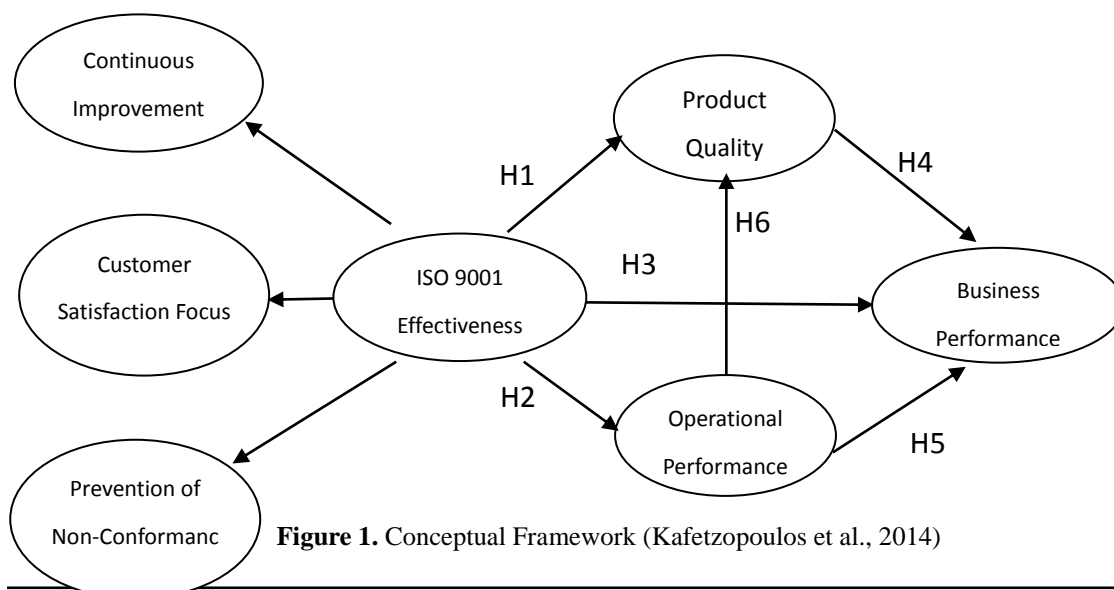 Continuous
Improvement
Product
Quality
H1
H4
H6
Customer
Satisfaction Focus
ISO 9001
Effectiveness
H3
Business
Performance
H2
Operational
Performance
H5
Prevention of
Non-Conformanc
Figure 1. Conceptual Framework (Kafetzopoulos et al., 2014)